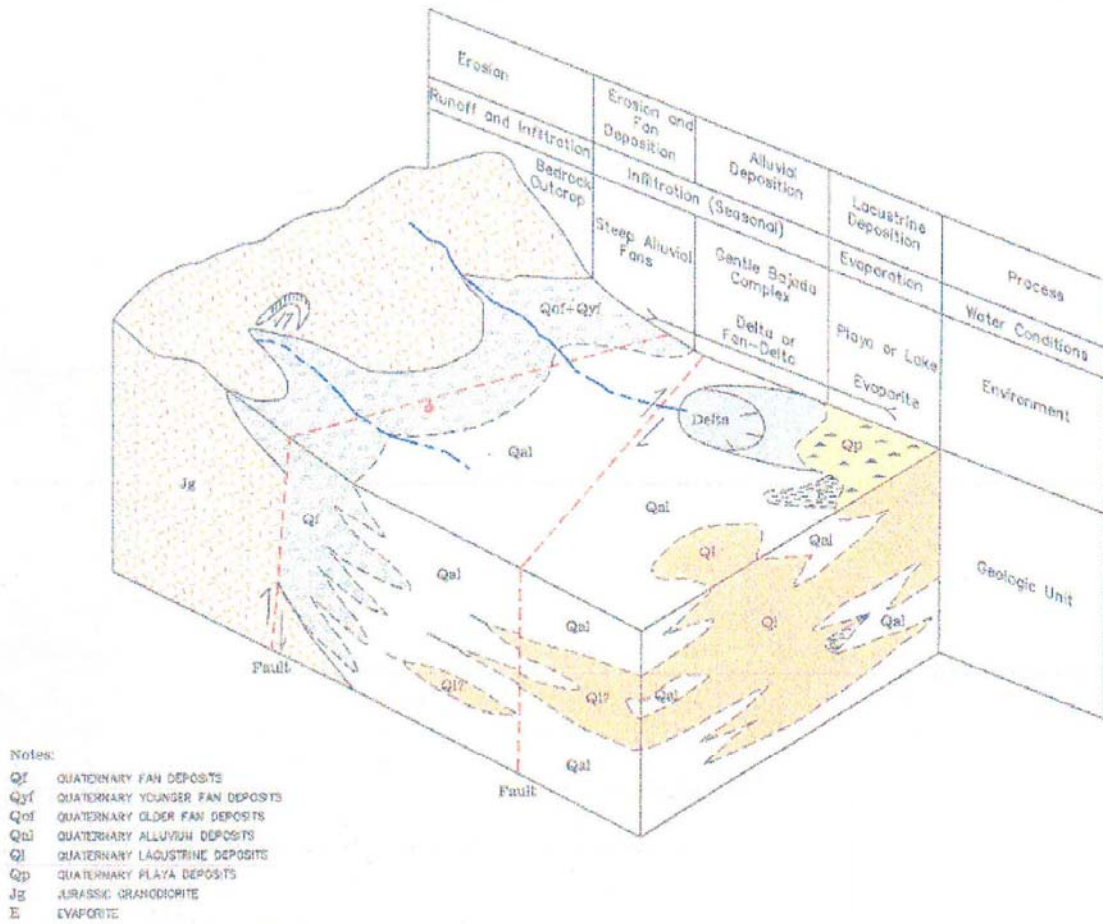 Erosion
Erosion and
Fan
Deposition
Alluvial
Deposition
Lacustrine
Deposition
Process
Runoff and Infiltration
Infiltration (Seasonal)
Evaporation
Water Conditions
Bedrock
Outcrop
Steep Alluvial
Fans
Gentle Bajada
Complex
Delta or
Fan-Delta
Playa or Lake
Evaporite
Environment
Geologic Unit
Qof+Qyf
Delta
Qp
E
Qal
Qal
Qal
Ql
Jg
Qf
Qal
Qal
Ql
Qal
Ql?
Ql?
Qal
Qal
Fault
Fault
Notes:
Qf QUATERNARY FAN DEPOSITS
Qyf QUATERNARY YOUNGER FAN DEPOSITS
Qof QUATERNARY OLDER FAN DEPOSITS
Qal QUATERNARY ALLUVIUM DEPOSITS
Ql QUATERNARY LACUSTRINE DEPOSITS
Qp QUATERNARY PLAYA DEPOSITS
Jg JURASSIC GRANODIORITE
E EVAPORITE